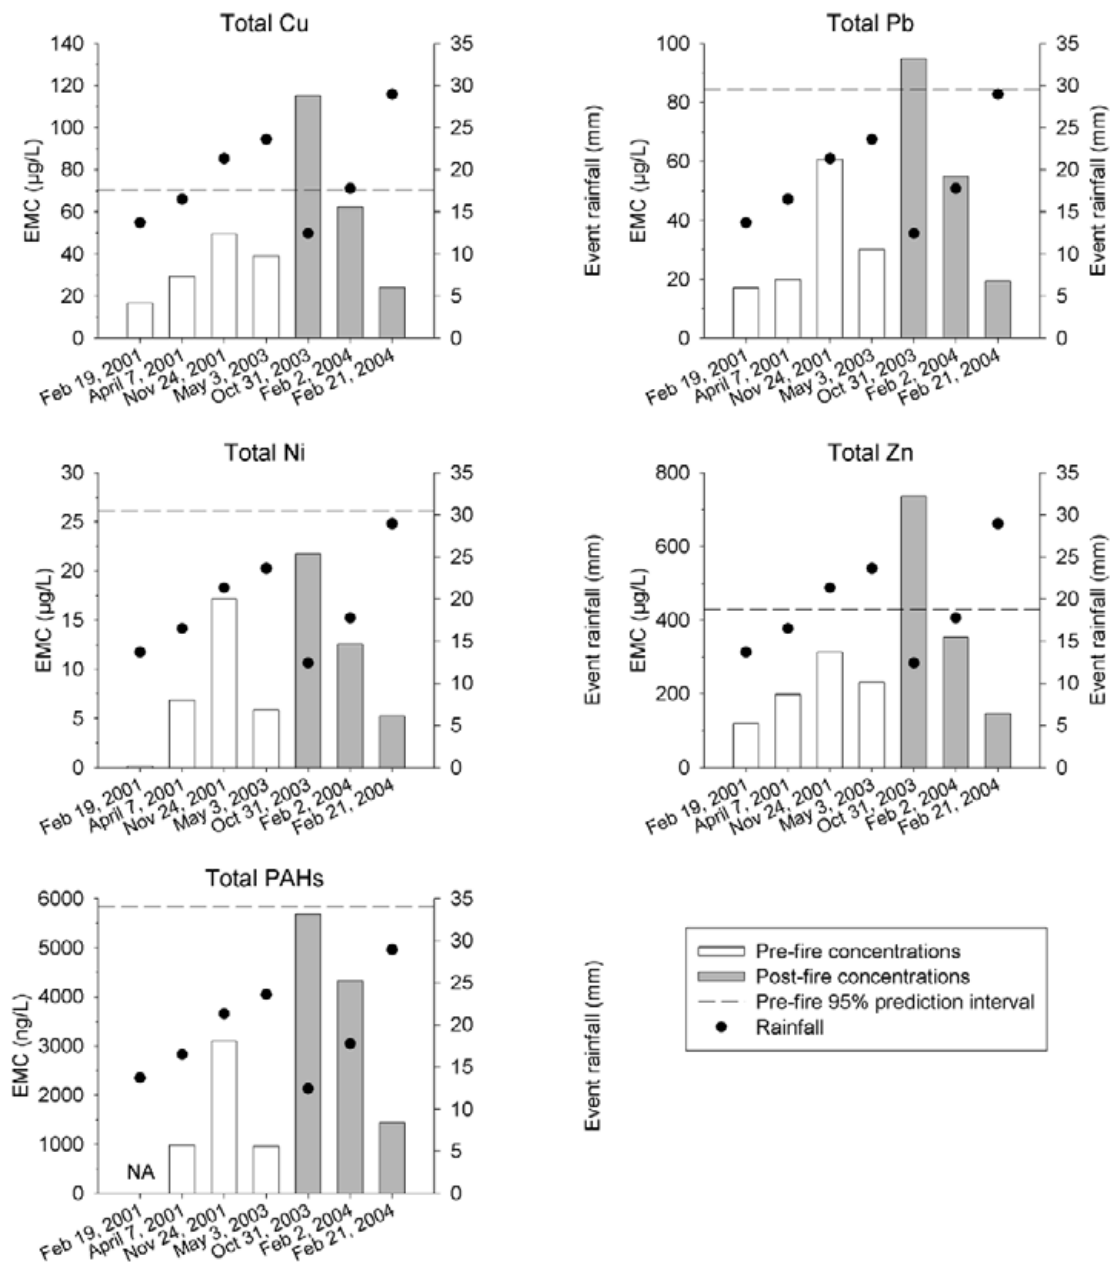 Total Cu
140
120
100
80
60
40
20
0
EMC (µg/L)
35
30
25
20
15
10
5
0
Event rainfall (mm)
Feb 19, 2001
April 7, 2001
Nov 24, 2001
May 3, 2003
Oct 31, 2003
Feb 2, 2004
Feb 21, 2004
Total Pb
100
80
60
40
20
0
EMC (µg/L)
35
30
25
20
15
10
5
0
Event rainfall (mm)
Feb 19, 2001
April 7, 2001
Nov 24, 2001
May 3, 2003
Oct 31, 2003
Feb 2, 2004
Feb 21, 2004
Total Ni
30
25
20
15
10
5
0
EMC (µg/L)
35
30
25
20
15
10
5
0
Event rainfall (mm)
Feb 19, 2001
April 7, 2001
Nov 24, 2001
May 3, 2003
Oct 31, 2003
Feb 2, 2004
Feb 21, 2004
Total Zn
800
600
400
200
0
EMC (µg/L)
35
30
25
20
15
10
5
0
Event rainfall (mm)
Feb 19, 2001
April 7, 2001
Nov 24, 2001
May 3, 2003
Oct 31, 2003
Feb 2, 2004
Feb 21, 2004
Total PAHs
6000
5000
4000
3000
2000
1000
0
EMC (ng/L)
NA
35
30
25
20
15
10
5
0
Event rainfall (mm)
Feb 19, 2001
April 7, 2001
Nov 24, 2001
May 3, 2003
Oct 31, 2003
Feb 2, 2004
Feb 21, 2004
Pre-fire concentrations
Post-fire concentrations
Pre-fire 95% prediction interval
Rainfall